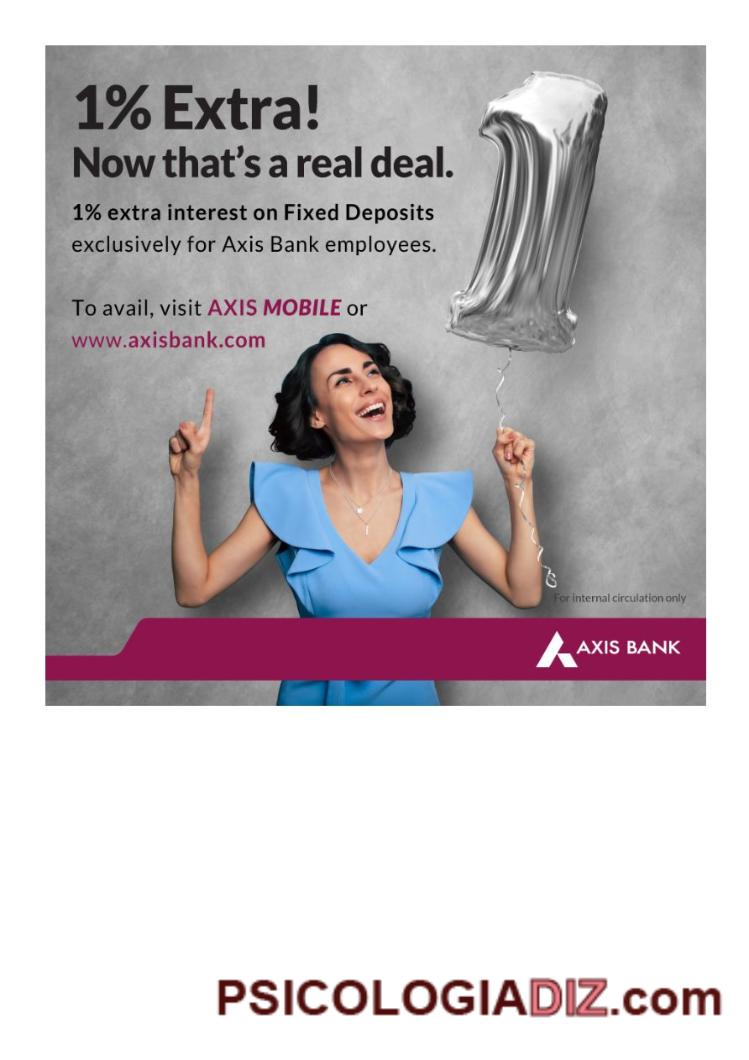 1% Extra!
Now that's a real deal.
1% extra interest on Fixed Deposits
exclusively for Axis Bank employees.
To avail, visit AXIS MOBILE or
www.axisbank.com
For internal circulation only
AXIS BANK
PSICOLOGIADIZ.com